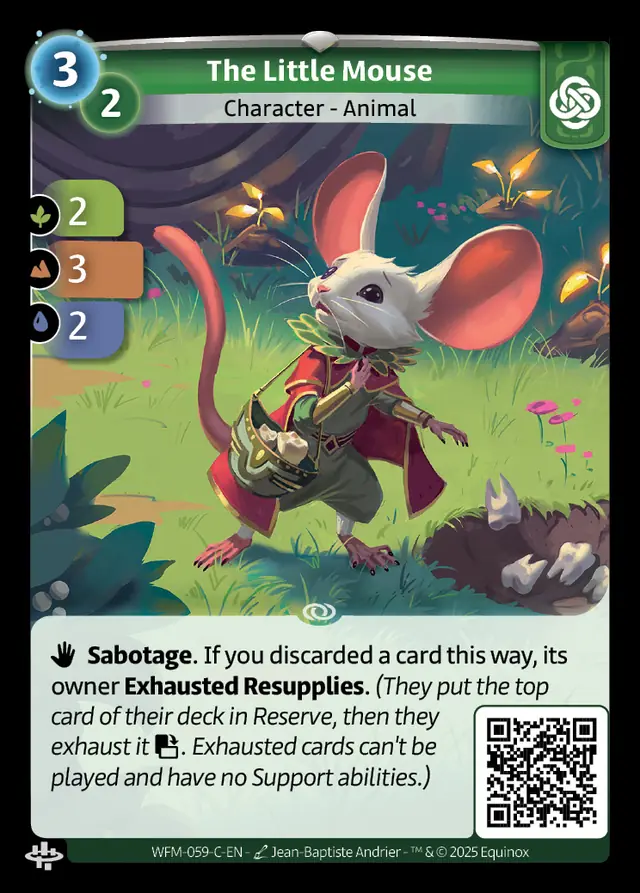 3
The Little Mouse
2
Character - Animal
2
3
2
Sabotage. If you discarded a card this way, its
owner Exhausted Resupplies. (They put the top
card of their deck in Reserve, then they
exhaust it. Exhausted cards can't be
played and have no Support abilities.)
WFM-059-C-EN - Jean-Baptiste Andrier - ™ & © 2025 Equinox